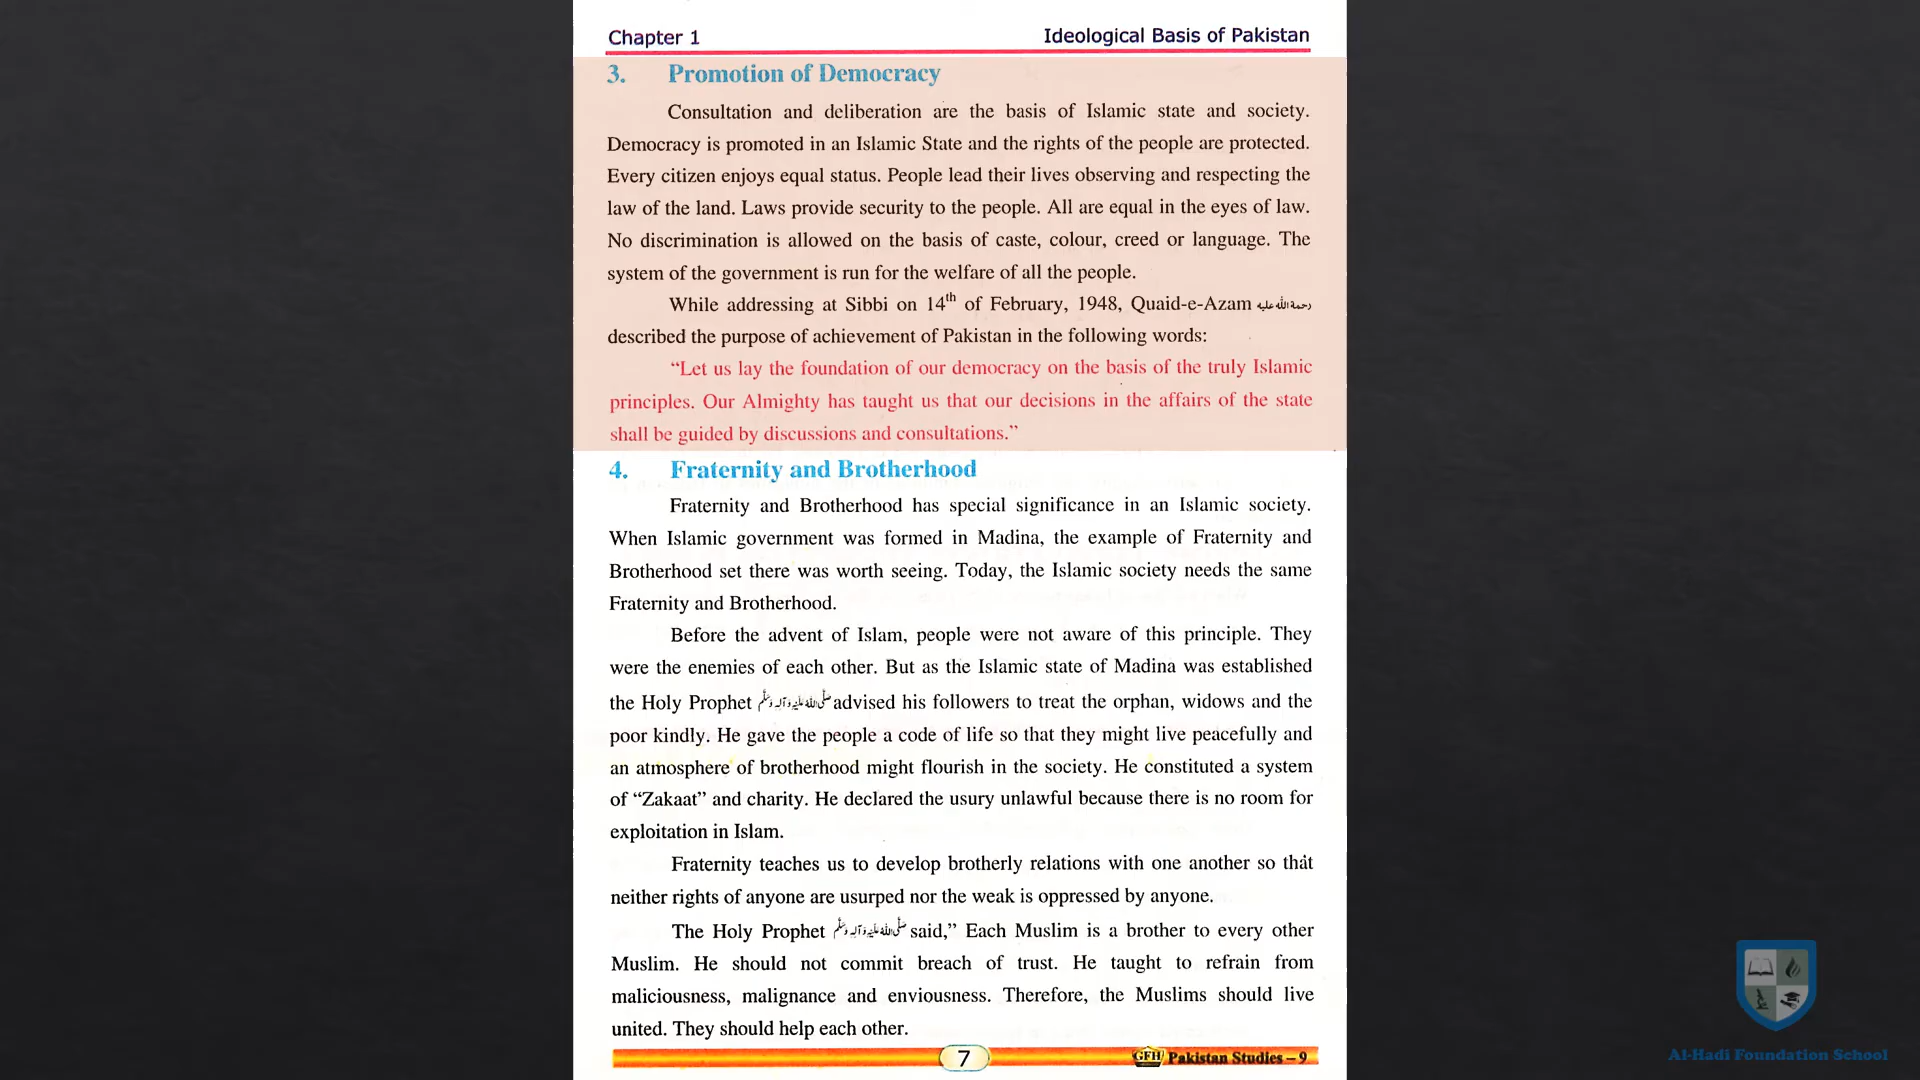 Chapter 1
Ideological Basis of Pakistan
3. Promotion of Democracy
Consultation and deliberation are the basis of Islamic state and society.
Democracy is promoted in an Islamic State and the rights of the people are protected.
Every citizen enjoys equal status. People lead their lives observing and respecting the
law of the land. Laws provide security to the people. All are equal in the eyes of law.
No discrimination is allowed on the basis of caste, colour, creed or language. The
system of the government is run for the welfare of all the people.
While addressing at Sibbi on 14th of February, 1948, Quaid-e-Azam رحمة الله عليه
described the purpose of achievement of Pakistan in the following words:
“Let us lay the foundation of our democracy on the basis of the truly Islamic
principles. Our Almighty has taught us that our decisions in the affairs of the state
shall be guided by discussions and consultations.”
4. Fraternity and Brotherhood
Fraternity and Brotherhood has special significance in an Islamic society.
When Islamic government was formed in Madina, the example of Fraternity and
Brotherhood set there was worth seeing. Today, the Islamic society needs the same
Fraternity and Brotherhood.
Before the advent of Islam, people were not aware of this principle. They
were the enemies of each other. But as the Islamic state of Madina was established
the Holy Prophet صَلَّى اللهُ عَلَيْهِ وَآلِهٖ وَسَلَّم advised his followers to treat the orphan, widows and the
poor kindly. He gave the people a code of life so that they might live peacefully and
an atmosphere of brotherhood might flourish in the society. He constituted a system
of “Zakaat” and charity. He declared the usury unlawful because there is no room for
exploitation in Islam.
Fraternity teaches us to develop brotherly relations with one another so that
neither rights of anyone are usurped nor the weak is oppressed by anyone.
The Holy Prophet صَلَّى اللهُ عَلَيْهِ وَآلِهٖ وَسَلَّم said,” Each Muslim is a brother to every other
Muslim. He should not commit breach of trust. He taught to refrain from
maliciousness, malignance and enviousness. Therefore, the Muslims should live
united. They should help each other.
7
GFH Pakistan Studies – 9
Al-Hadi Foundation School